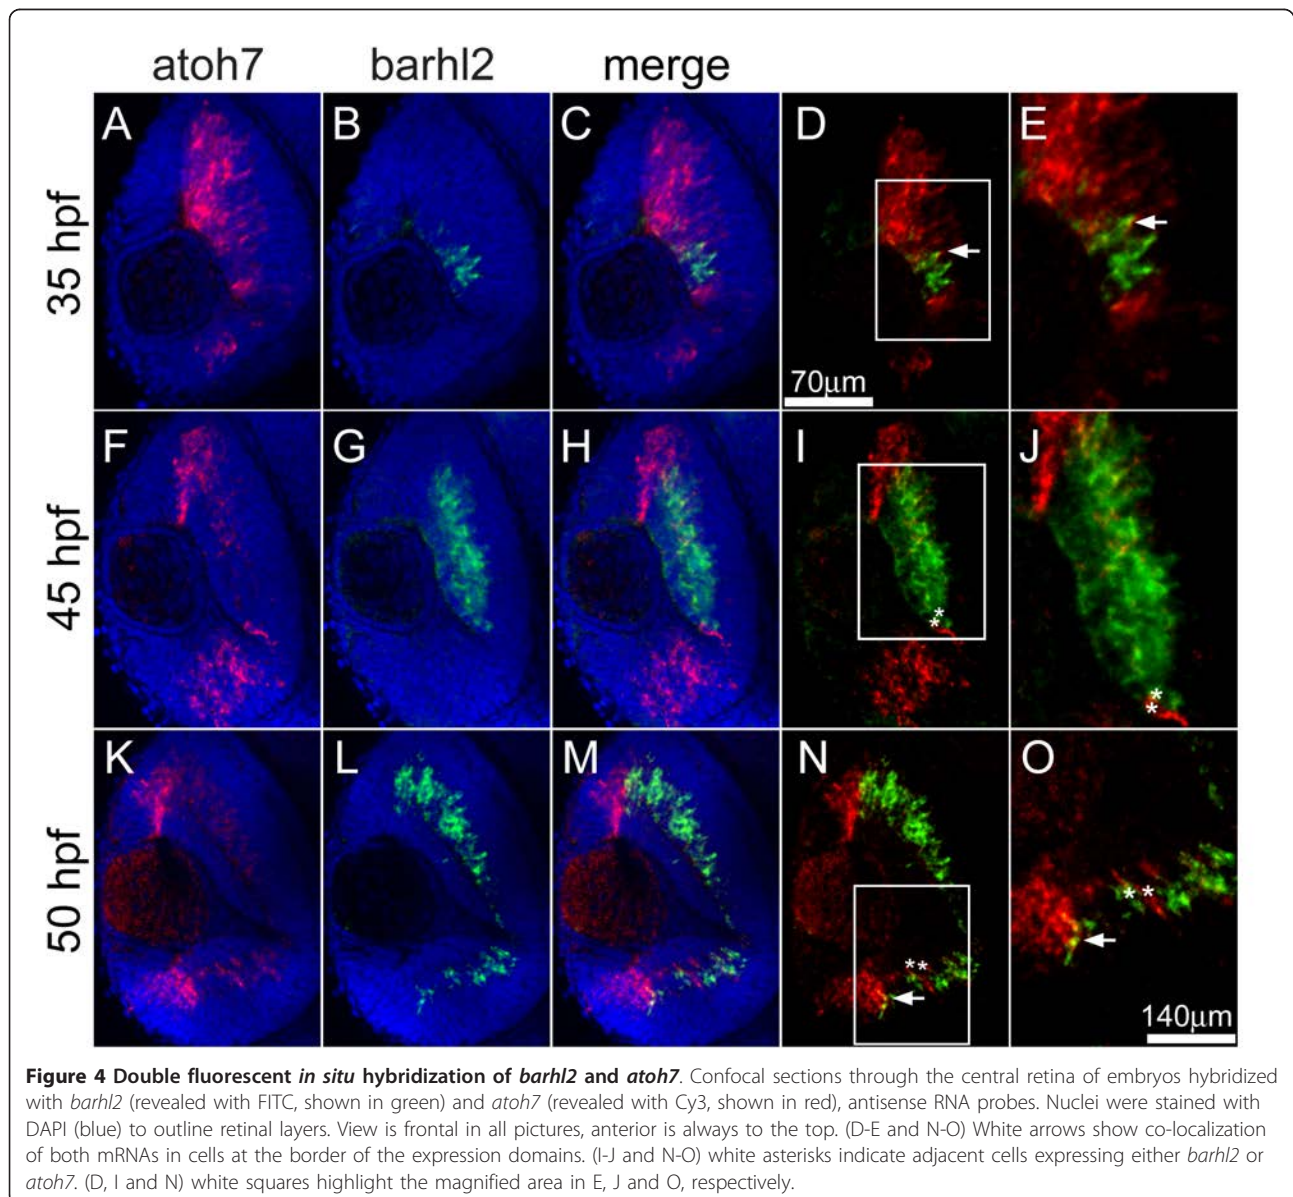 atoh7 barhl2 merge
35 hpf
A B C D E
70µm
45 hpf
F G H I J
* *
* *
50 hpf
K L M N O
** * *
140µm
Figure 4 Double fluorescent in situ hybridization of barhl2 and atoh7. Confocal sections through the central retina of embryos hybridized
with barhl2 (revealed with FITC, shown in green) and atoh7 (revealed with Cy3, shown in red), antisense RNA probes. Nuclei were stained with
DAPI (blue) to outline retinal layers. View is frontal in all pictures, anterior is always to the top. (D-E and N-O) White arrows show co-localization
of both mRNAs in cells at the border of the expression domains. (I-J and N-O) white asterisks indicate adjacent cells expressing either barhl2 or
atoh7. (D, I and N) white squares highlight the magnified area in E, J and O, respectively.